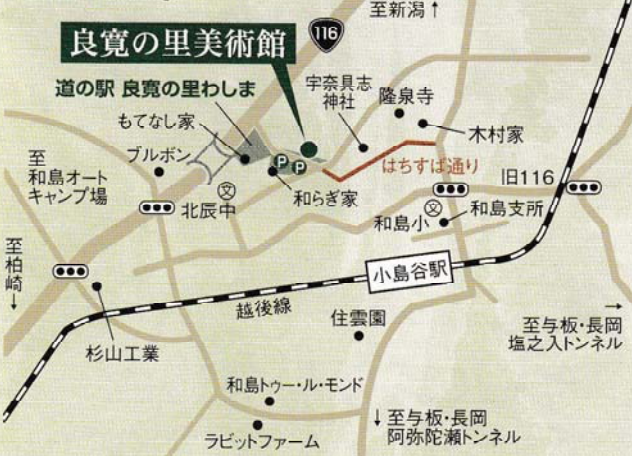 至新潟↑
116
良寛の里美術館
道の駅 良寛の里わしま
宇奈具志
神社
隆泉寺
もてなし家
木村家
ブルボン
至
和島オート
キャンプ場
P
P
はちすば通り
旧116
和らぎ家
文
北辰中
文
和島小
和島支所
至
柏
崎
↓
小島谷駅
越後線
住雲園
→
至与板・長岡
塩之入トンネル
杉山工業
和島トゥー・ル・モンド
↓至与板・長岡
阿弥陀瀬トンネル
ラビットファーム